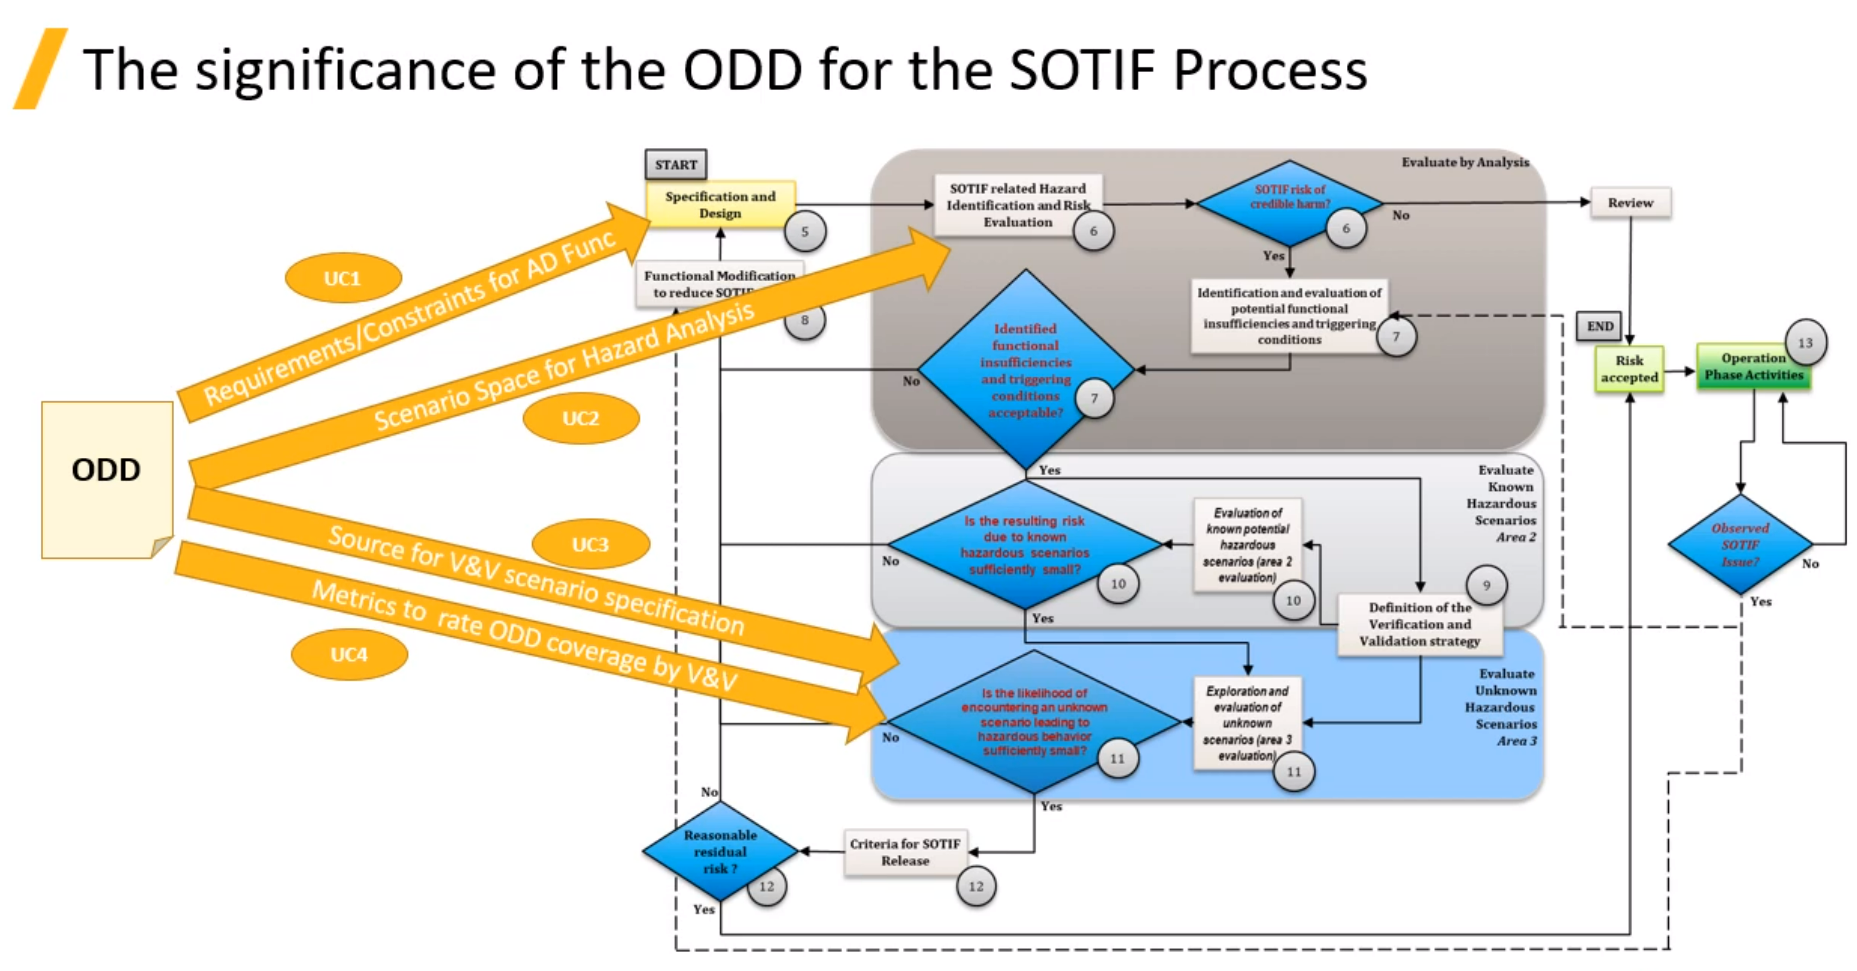 The significance of the ODD for the SOTIF Process
START
Specification and
Design
5
Functional Modification
to reduce SOTIF
8
Evaluate by Analysis
SOTIF related Hazard
Identification and Risk
Evaluation
6
SOTIF risk of
credible harm?
6
No
Yes
Review
Identification and evaluation of
potential functional
insufficiencies and triggering
conditions
7
Identified
functional
insufficiencies
and triggering
conditions
acceptable?
7
No
Yes
END
Risk
accepted
Operation
Phase Activities
13
Observed
SOTIF
Issue?
No
Yes
Evaluate
Known
Hazardous
Scenarios
Area 2
Is the resulting risk
due to known
hazardous scenarios
sufficiently small?
10
No
Yes
Evaluation of
known potential
hazardous
scenarios (area 2
evaluation)
10
9
Definition of the
Verification and
Validation strategy
Evaluate
Unknown
Hazardous
Scenarios
Area 3
Is the likelihood of
encountering an unknown
scenario leading to
hazardous behavior
sufficiently small?
11
No
Yes
Exploration and
evaluation of
unknown
scenarios (area 3
evaluation)
11
Criteria for SOTIF
Release
12
Reasonable
residual
risk ?
12
No
Yes
ODD
UC1
Requirements/Constraints for AD Func
Scenario Space for Hazard Analysis
UC2
UC3
Source for V&V scenario specification
Metrics to rate ODD coverage by V&V
UC4